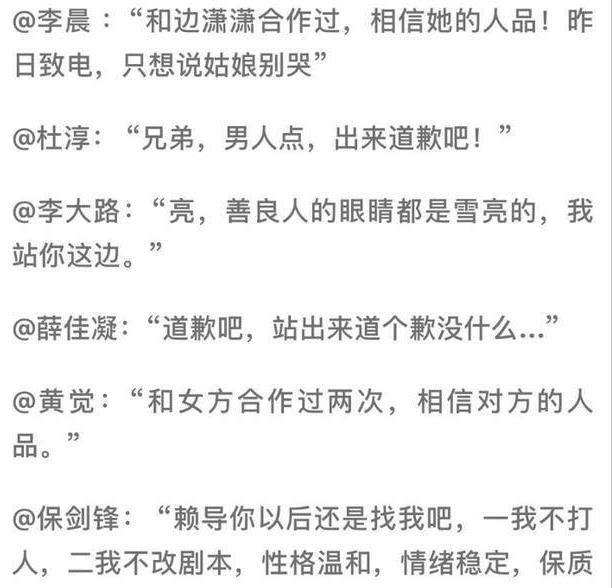 @李晨：“和边潇潇合作过，相信她的人品！昨
日致电，只想说姑娘别哭”
@杜淳：“兄弟，男人点，出来道歉吧！”
@李大路：“亮，善良人的眼睛都是雪亮的，我
站你这边。”
@薛佳凝：“道歉吧，站出来道个歉没什么...”
@黄觉：“和女方合作过两次，相信对方的人
品。”
@保剑锋：“赖导你以后还是找我吧，一我不打
人，二我不改剧本，性格温和，情绪稳定，保质